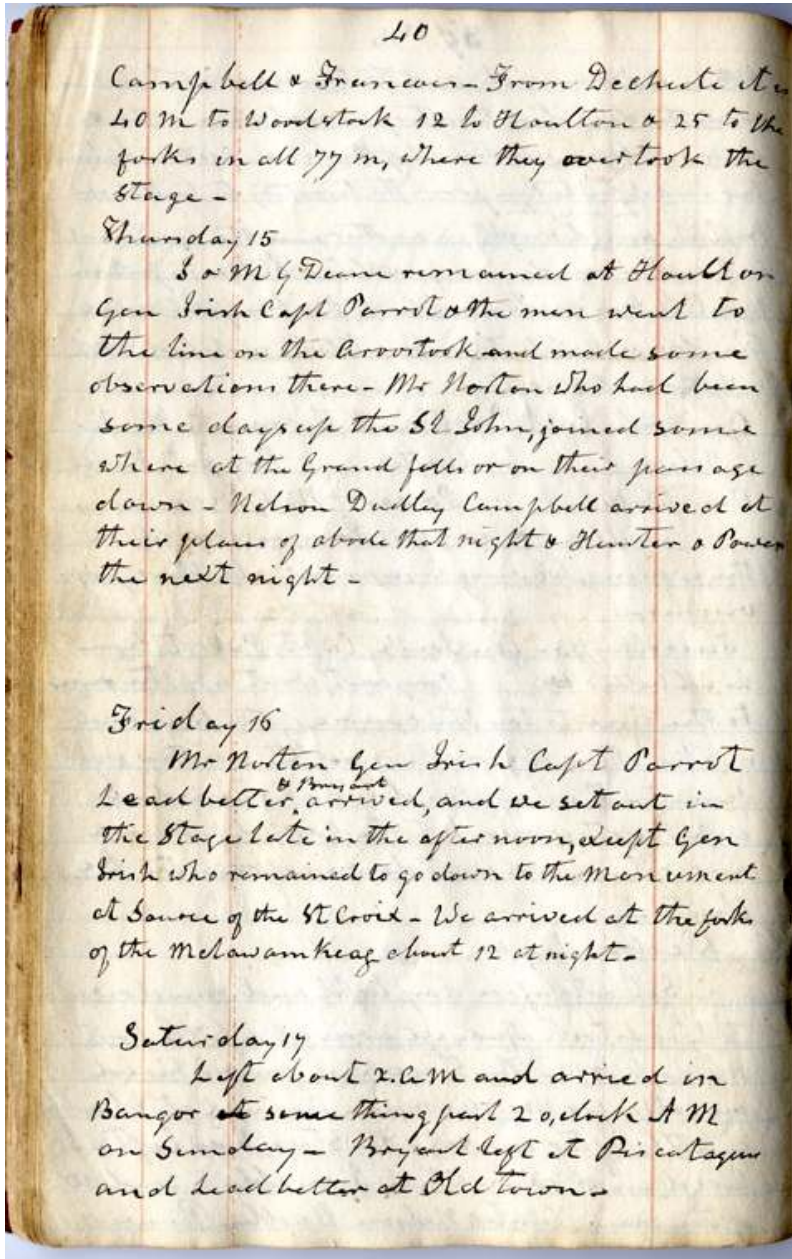 40
Campbell & Francois - From Dechute it is
40 m to Woodstock 12 to Houlton & 25 to the
forks in all 77 m, where they overtook the
Stage -
Thursday 15
J & M G Deane remained at Houlton
Gen Irish Capt Parrot & the men went to
the line on the Aroostook and made some
observations there - Mr Norton who had been
some days up the St John, joined some
where at the Grand falls or on their passage
down - Nelson Dudley Campbell arrived at
their places of abode that night & Hunter & Power
the next night -
Friday 16
Mr Norton Gen Irish Capt Parrot
& Bryant
Leadbetter, arrived, and we set out in
the Stage late in the afternoon, except Gen
Irish who remained to go down to the Monument
at Source of the St Croix - We arrived at the forks
of the Metawamkeag about 12 at night -
Saturday 17
Left about x. A M and arried in
Bangor at some thing past 2 o,clock A M
on Sunday - Bryant left at Piscataquis
and Leadbetter at Old town -